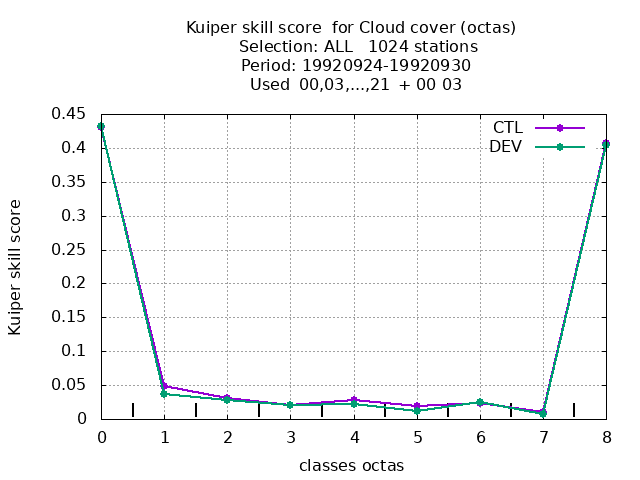 Kuiper skill score  for Cloud cover (octas)
Selection: ALL   1024 stations
Period: 19920924-19920930
Used  00,03,...,21  + 00 03
CTL
DEV
0.45
0.4
0.35
0.3
0.25
0.2
0.15
0.1
0.05
0
Kuiper skill score
0 1 2 3 4 5 6 7 8
classes octas